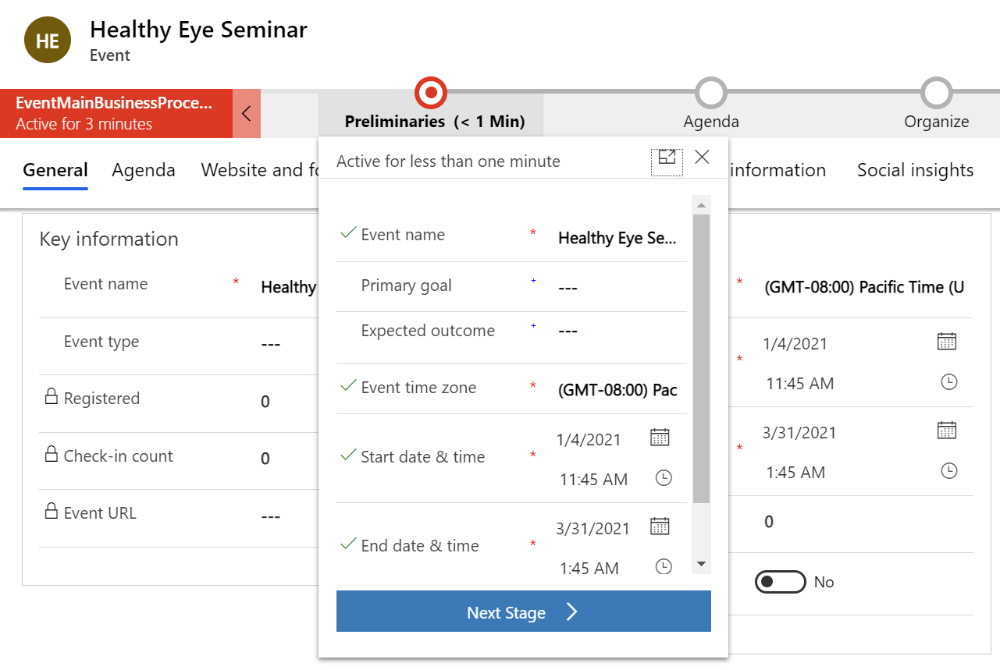 HE
Healthy Eye Seminar
Event
EventMainBusinessProce...
Active for 3 minutes
Preliminaries (< 1 Min)
Agenda
Organize
General
Agenda
Website and fo
information
Social insights
Active for less than one minute
Key information
Event name * Healthy
Event type ---
Registered 0
Check-in count 0
Event URL ---
Event name * Healthy Eye Se...
Primary goal + ---
Expected outcome + ---
Event time zone * (GMT-08:00) Pac
Start date & time * 1/4/2021
11:45 AM
End date & time * 3/31/2021
1:45 AM
Next Stage
* (GMT-08:00) Pacific Time (U
* 1/4/2021
11:45 AM
* 3/31/2021
1:45 AM
0
No